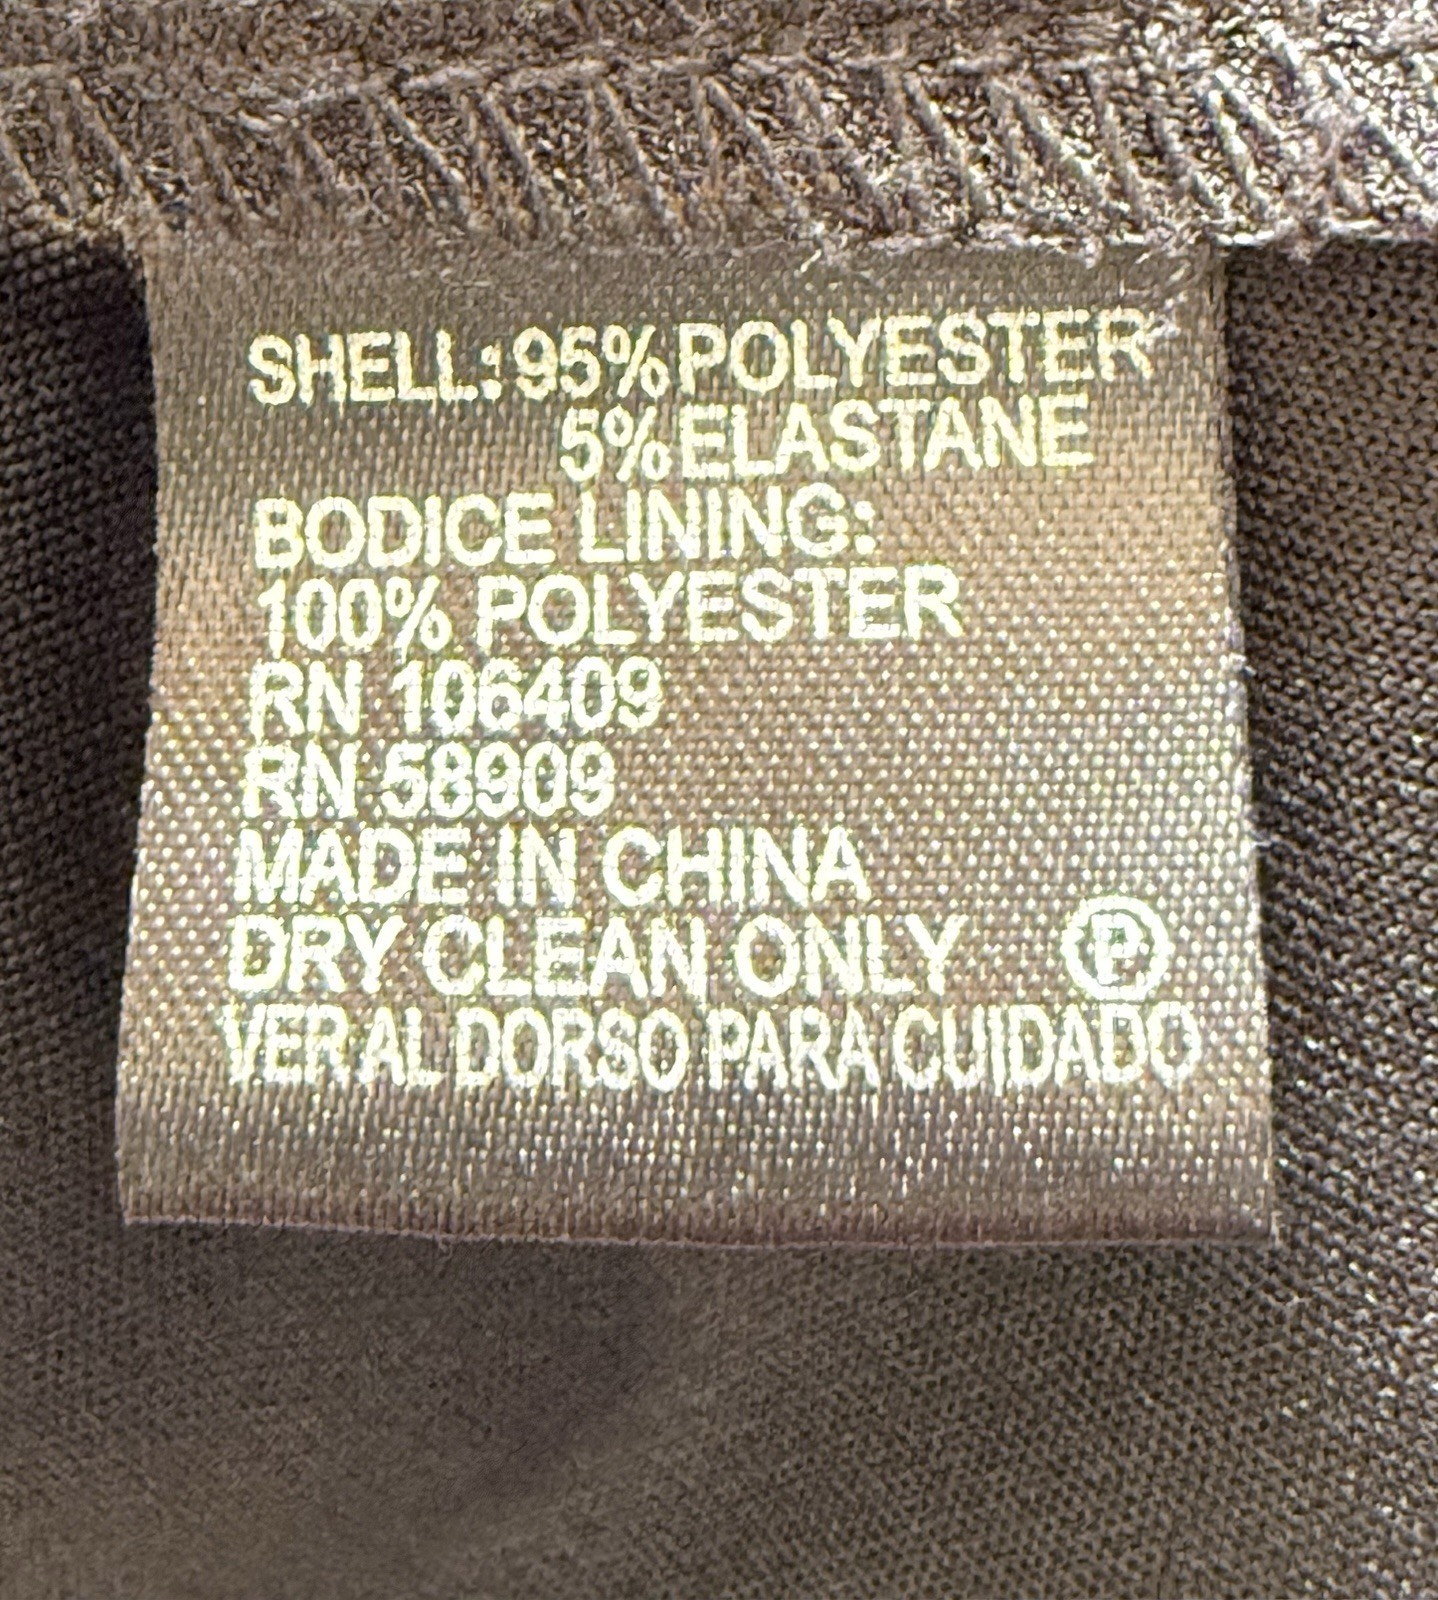 SHELL: 95% POLYESTER
5% ELASTANE
BODICE LINING:
100% POLYESTER
RN 106409
RN 58909
MADE IN CHINA
DRY CLEAN ONLY Ⓟ
VER AL DORSO PARA CUIDADO